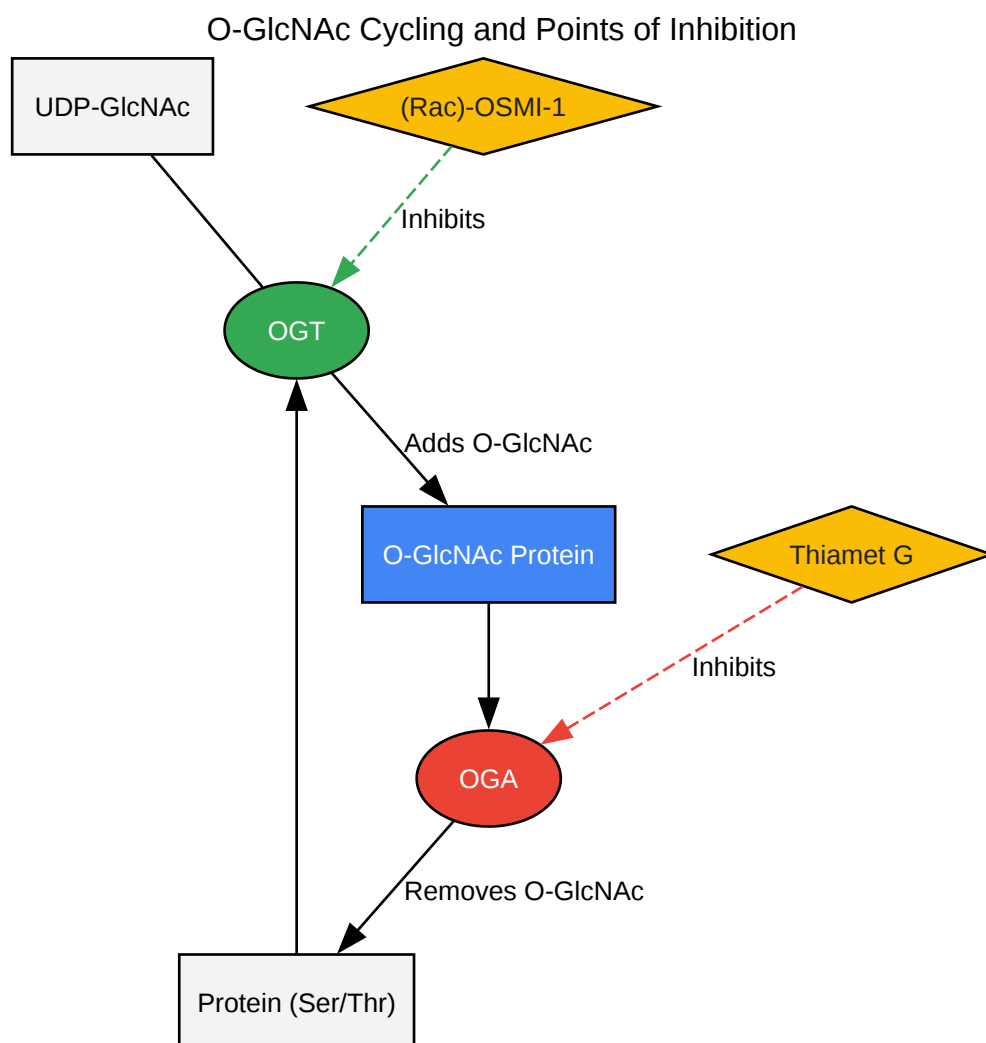 O-GlcNAc Cycling and Points of Inhibition
UDP-GlcNAc
(Rac)-OSMI-1
Inhibits
OGT
Adds O-GlcNAc
O-GlcNAc Protein
Thiamet G
Inhibits
OGA
Removes O-GlcNAc
Protein (Ser/Thr)